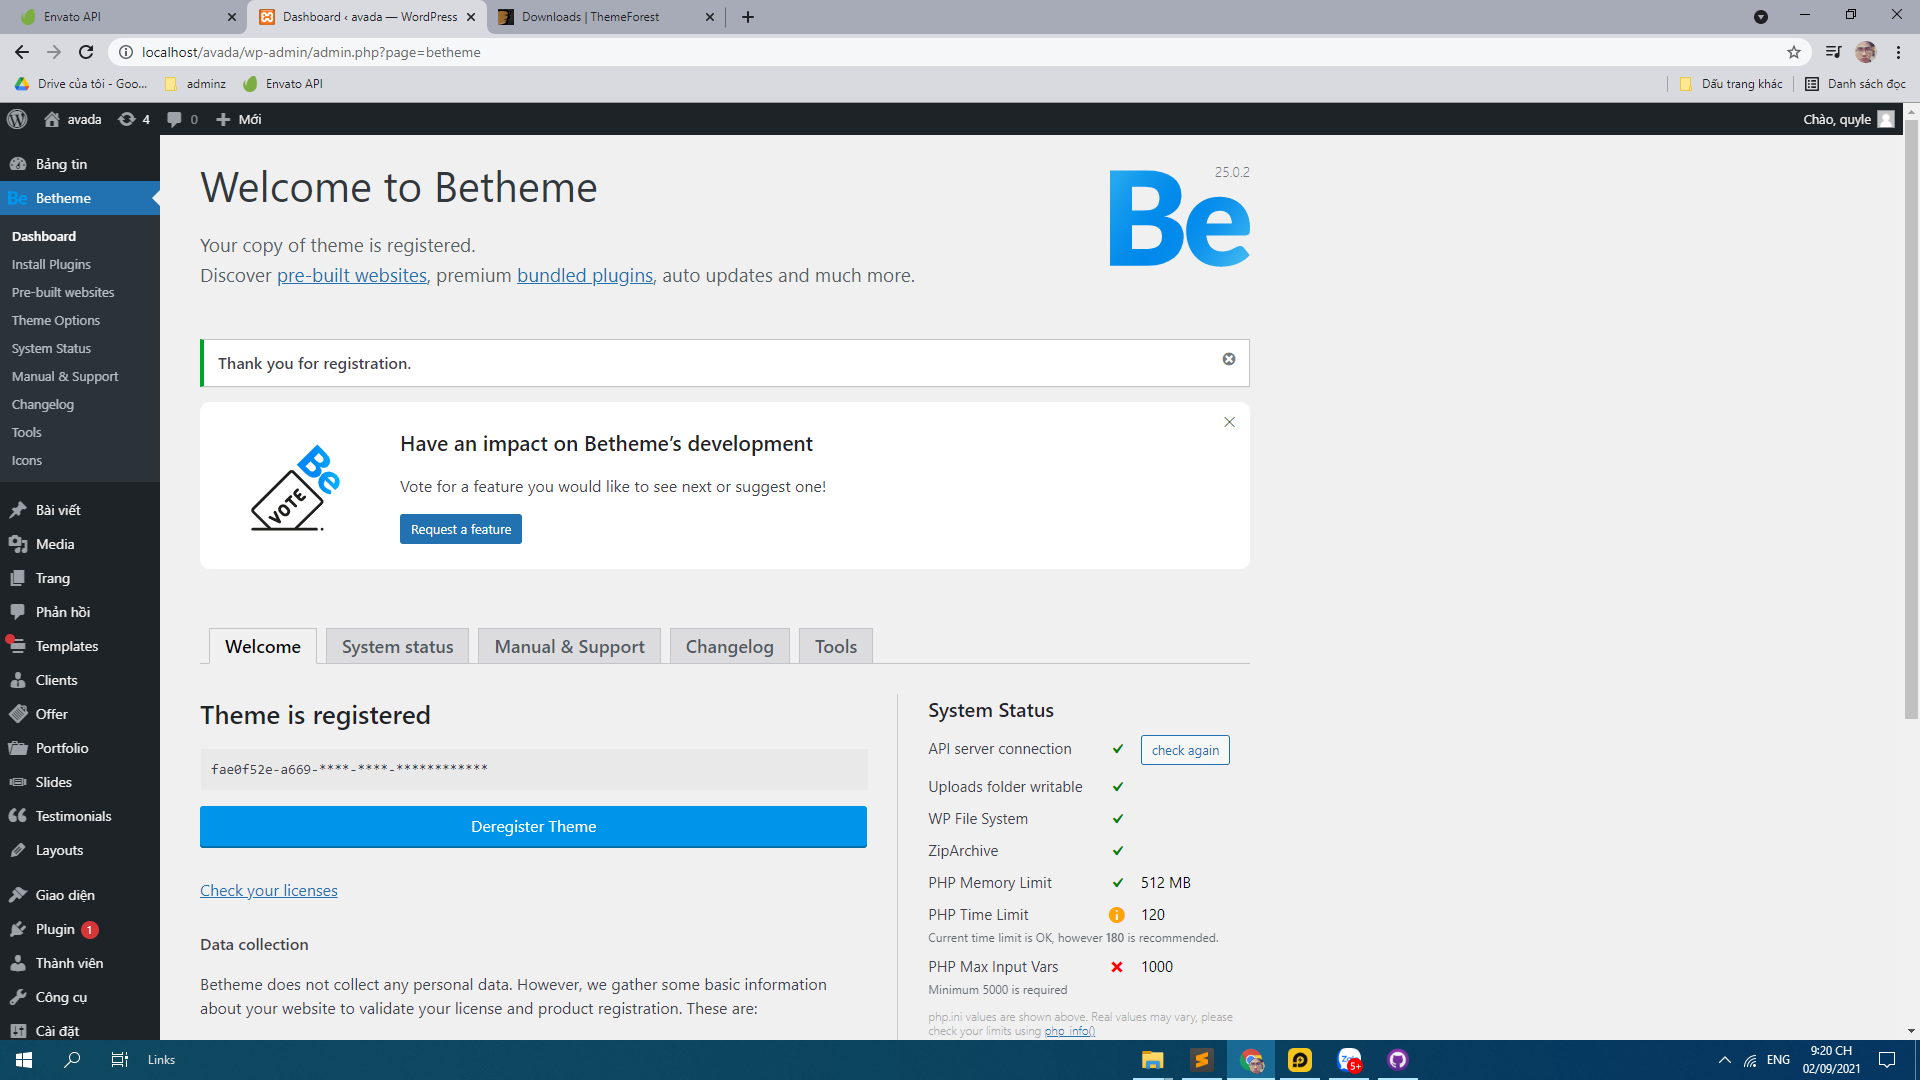 Envato API
Dashboard ‹ avada — WordPress
Downloads | ThemeForest
localhost/avada/wp-admin/admin.php?page=betheme
Drive của tôi - Goo...
adminz
Envato API
Dấu trang khác
Danh sách đọc
avada
4
0
Mới
Chào, quyle
Bảng tin
Be Betheme
Dashboard
Install Plugins
Pre-built websites
Theme Options
System Status
Manual & Support
Changelog
Tools
Icons
Bài viết
Media
Trang
Phản hồi
Templates
Clients
Offer
Portfolio
Slides
Testimonials
Layouts
Giao diện
Plugin 1
Thành viên
Công cụ
Cài đặt
Welcome to Betheme
25.0.2
Be
Your copy of theme is registered.
Discover pre-built websites, premium bundled plugins, auto updates and much more.
Thank you for registration.
Be
VOTE
Have an impact on Betheme’s development
Vote for a feature you would like to see next or suggest one!
Request a feature
Welcome
System status
Manual & Support
Changelog
Tools
Theme is registered
fae0f52e-a669-****-****-************
Deregister Theme
Check your licenses
Data collection
Betheme does not collect any personal data. However, we gather some basic information
about your website to validate your license and product registration. These are:
System Status
API server connection
check again
Uploads folder writable
WP File System
ZipArchive
PHP Memory Limit
512 MB
PHP Time Limit
120
Current time limit is OK, however 180 is recommended.
PHP Max Input Vars
1000
Minimum 5000 is required
php.ini values are shown above. Real values may vary, please
check your limits using php_info()
Links
5+
ENG
9:20 CH
02/09/2021